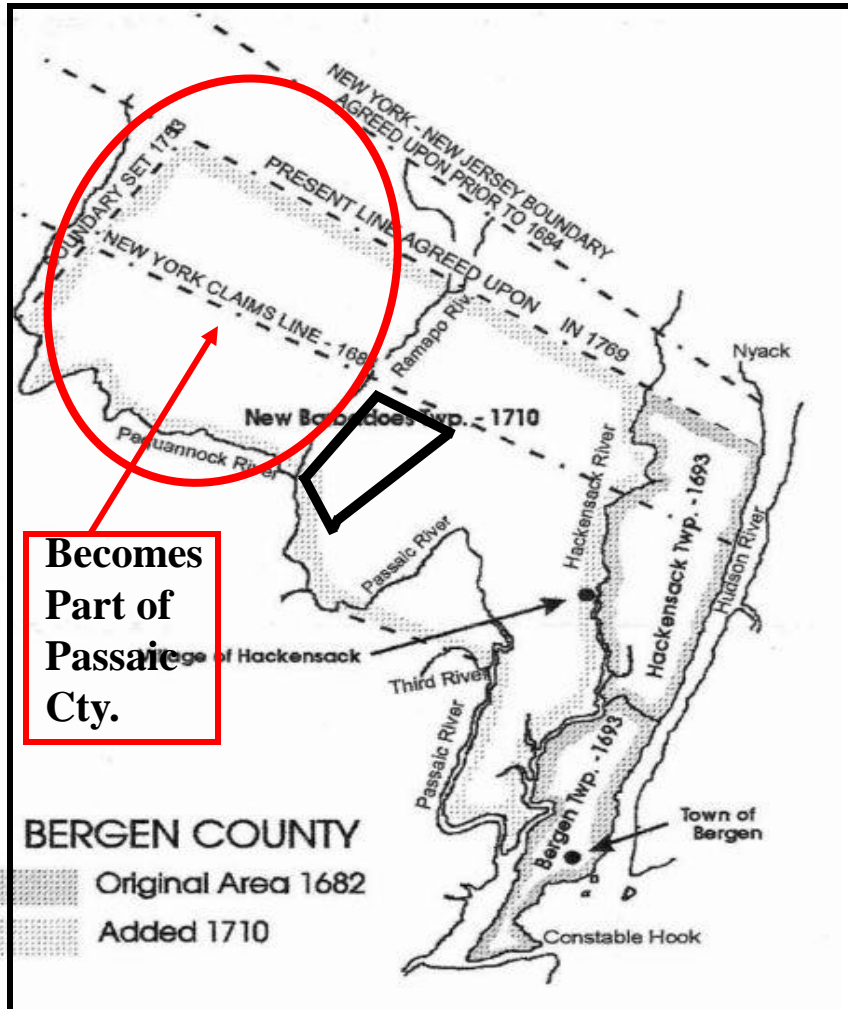 NEW YORK - NEW JERSEY BOUNDARY
AGREED UPON PRIOR TO 1684
BOUNDARY SET 1753
PRESENT LINE AGREED UPON IN 1769
NEW YORK CLAIMS LINE - 168
Ramapo Riv.
Nyack
New Barbadoes Twp. - 1710
Pequannock River
Hackensack River
Hackensack Twp. -1693
Hudson River
Becomes
Part of
Passaic
Cty.
Passaic River
Village of Hackensack
Third River
Passaic River
Bergen Twp. -1693
Town of
Bergen
BERGEN COUNTY
Original Area 1682
Added 1710
Constable Hook